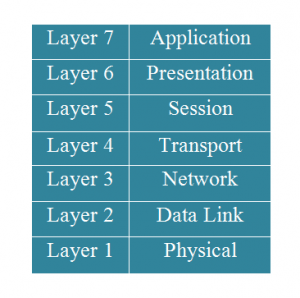 Layer 7 Application
Layer 6 Presentation
Layer 5 Session
Layer 4 Transport
Layer 3 Network
Layer 2 Data Link
Layer 1 Physical